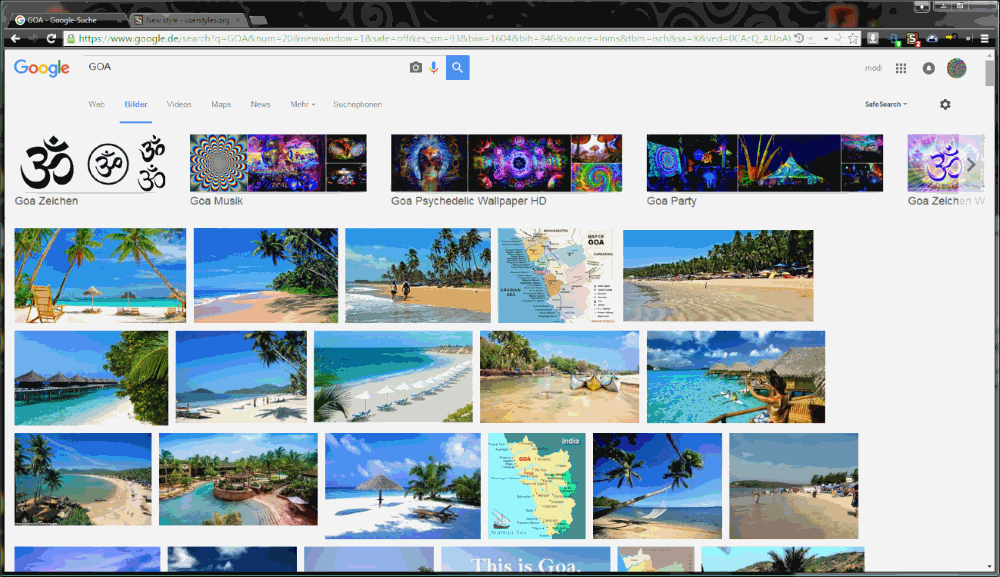 GOA - Google-Suche
New style - userstyles.org
https://www.google.de/search?q=GOA&num=20&newwindow=1&safe=off&es_sm=93&biw=1604&bih=846&source=lnms&tbm=isch&sa=X&ved=0CAcQ_AUoA
Google
GOA
modi
Web
Bilder
Videos
Maps
News
Mehr
Suchoptionen
SafeSearch
Goa Zeichen
Goa Musik
Goa Psychedelic Wallpaper HD
Goa Party
Goa Zeichen W
MAP OF
GOA
ARABIAN
SEA
India
GOA
This is Goa.